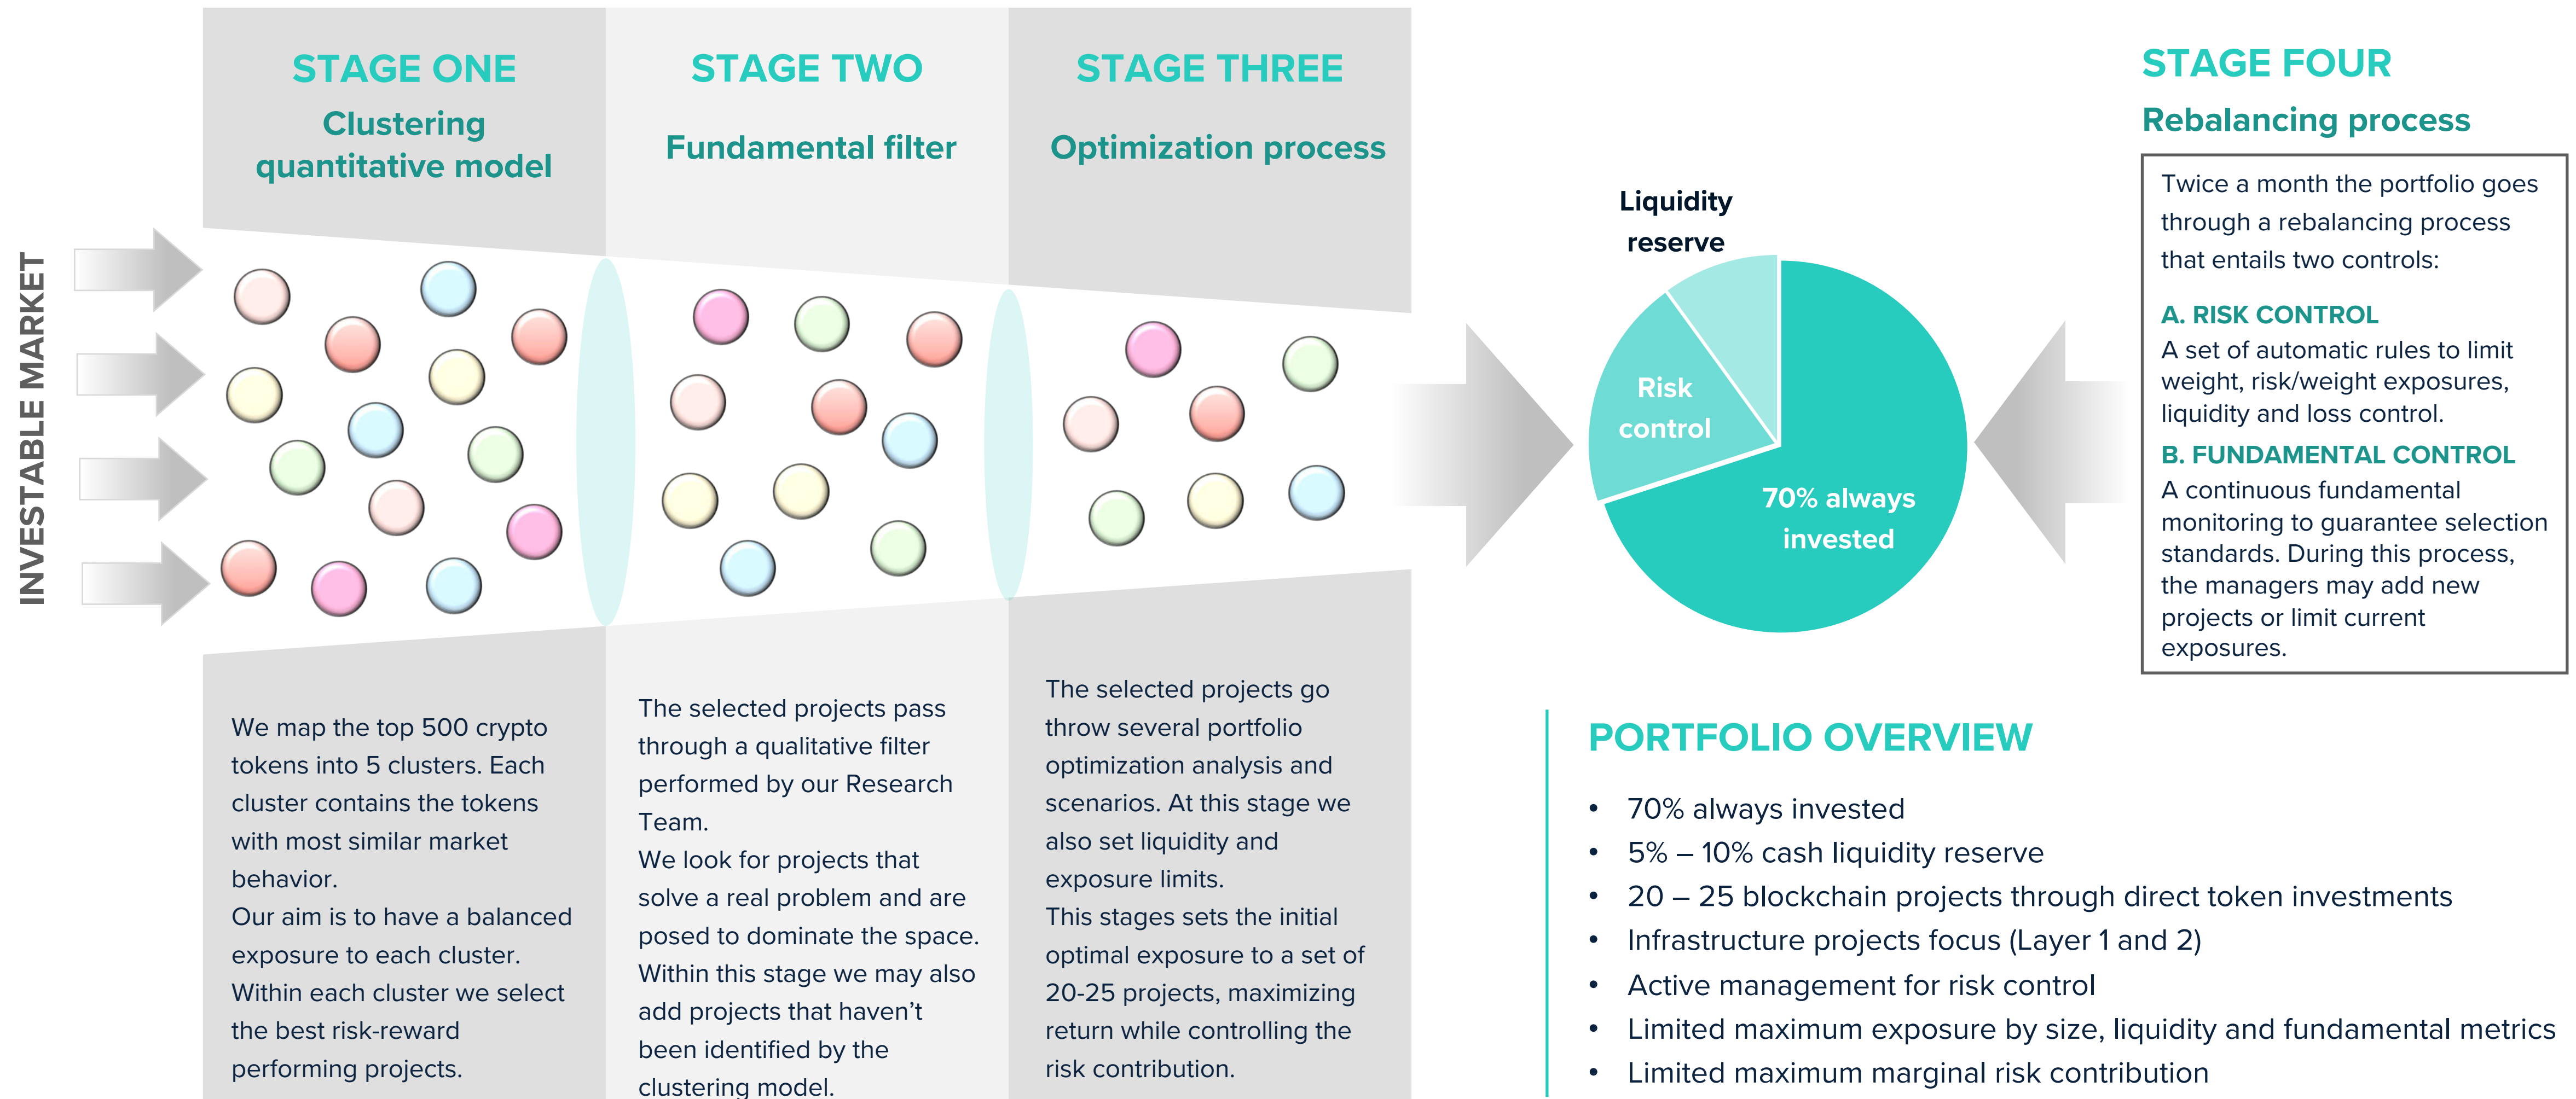 INVESTABLE MARKET
STAGE ONE
Clustering
quantitative model
We map the top 500 crypto
tokens into 5 clusters. Each
cluster contains the tokens
with most similar market
behavior.
Our aim is to have a balanced
exposure to each cluster.
Within each cluster we select
the best risk-reward
performing projects.
STAGE TWO
Fundamental filter
The selected projects pass
through a qualitative filter
performed by our Research
Team.
We look for projects that
solve a real problem and are
posed to dominate the space.
Within this stage we may also
add projects that haven’t
been identified by the
clustering model.
STAGE THREE
Optimization process
The selected projects go
throw several portfolio
optimization analysis and
scenarios. At this stage we
also set liquidity and
exposure limits.
This stages sets the initial
optimal exposure to a set of
20-25 projects, maximizing
return while controlling the
risk contribution.
Liquidity
reserve
Risk
control
70% always
invested
STAGE FOUR
Rebalancing process
Twice a month the portfolio goes
through a rebalancing process
that entails two controls:
A. RISK CONTROL
A set of automatic rules to limit
weight, risk/weight exposures,
liquidity and loss control.
B. FUNDAMENTAL CONTROL
A continuous fundamental
monitoring to guarantee selection
standards. During this process,
the managers may add new
projects or limit current
exposures.
PORTFOLIO OVERVIEW
• 70% always invested
• 5% – 10% cash liquidity reserve
• 20 – 25 blockchain projects through direct token investments
• Infrastructure projects focus (Layer 1 and 2)
• Active management for risk control
• Limited maximum exposure by size, liquidity and fundamental metrics
• Limited maximum marginal risk contribution